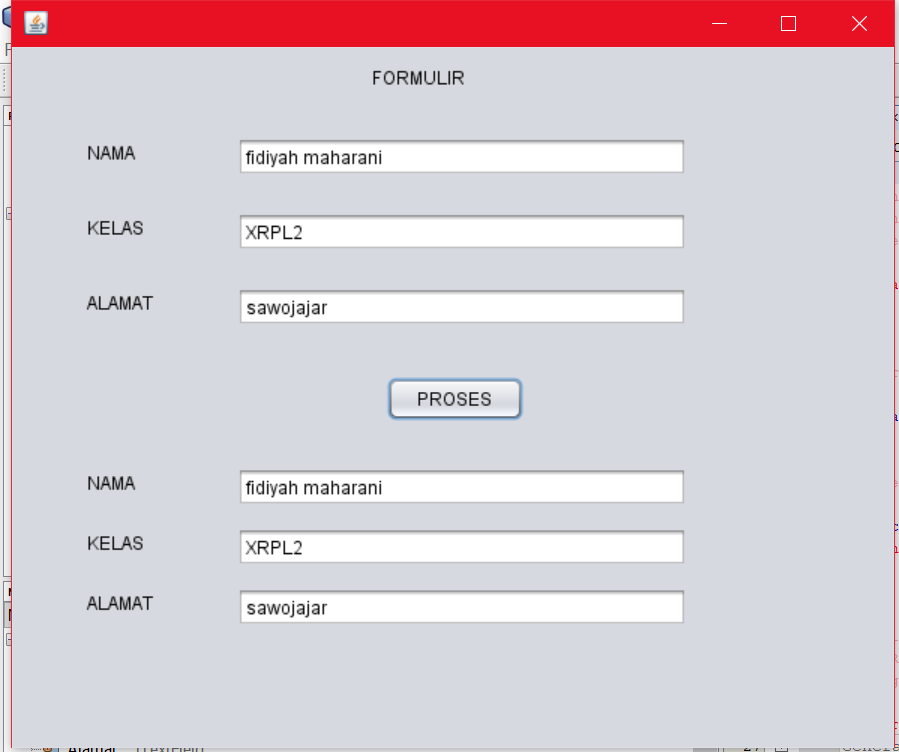 FORMULIR
NAMA fidiyah maharani
KELAS XRPL2
ALAMAT sawojajar
PROSES
NAMA fidiyah maharani
KELAS XRPL2
ALAMAT sawojajar